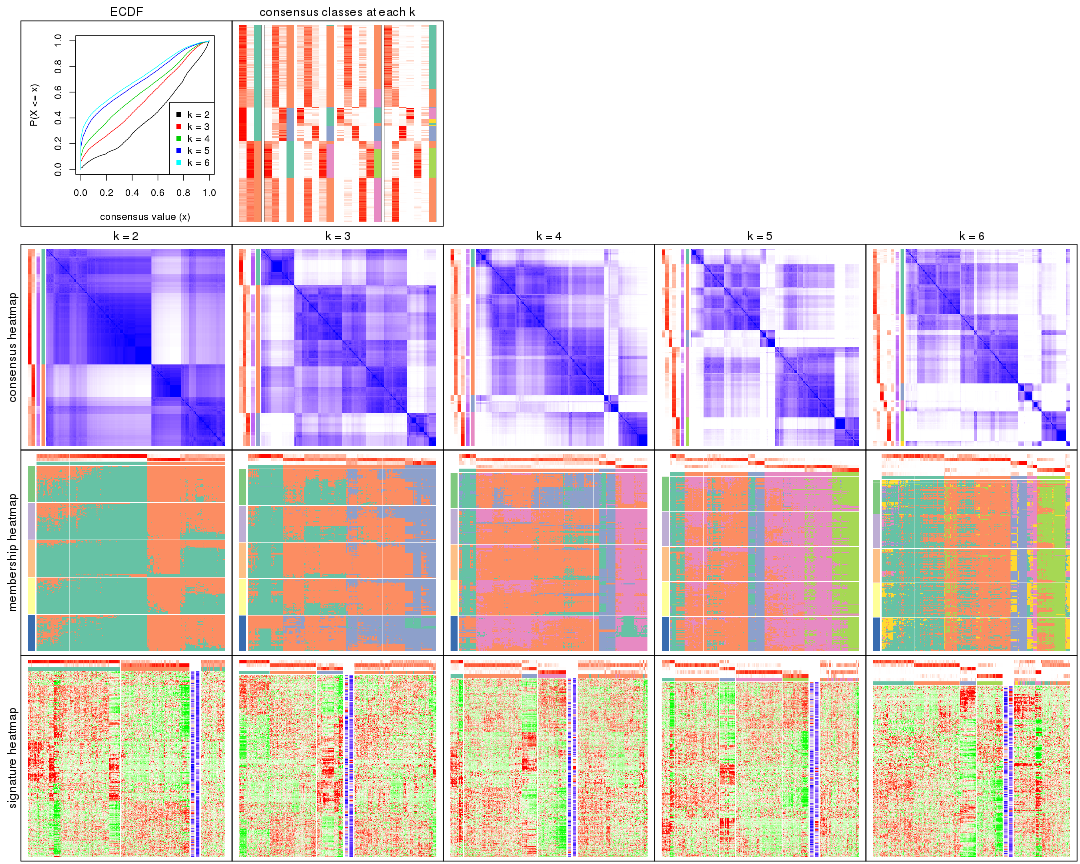 ECDF
consensus classes at each k
P(X <= x)
0.0 0.2 0.4 0.6 0.8 1.0
k = 2
k = 3
k = 4
k = 5
k = 6
0.0 0.2 0.4 0.6 0.8 1.0
consensus value (x)
k = 2
k = 3
k = 4
k = 5
k = 6
consensus heatmap
membership heatmap
signature heatmap